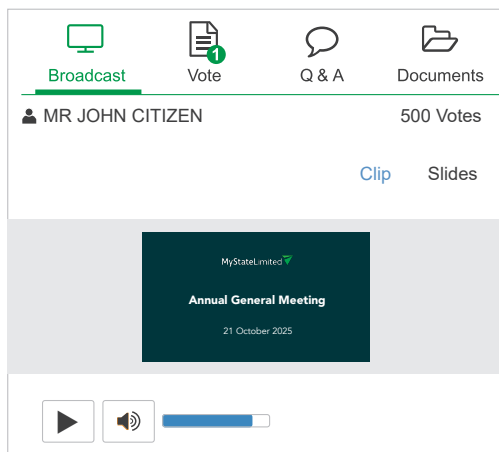 1
Broadcast Vote Q & A Documents
MR JOHN CITIZEN 500 Votes
Clip Slides
MyStateLimited
Annual General Meeting
21 October 2025